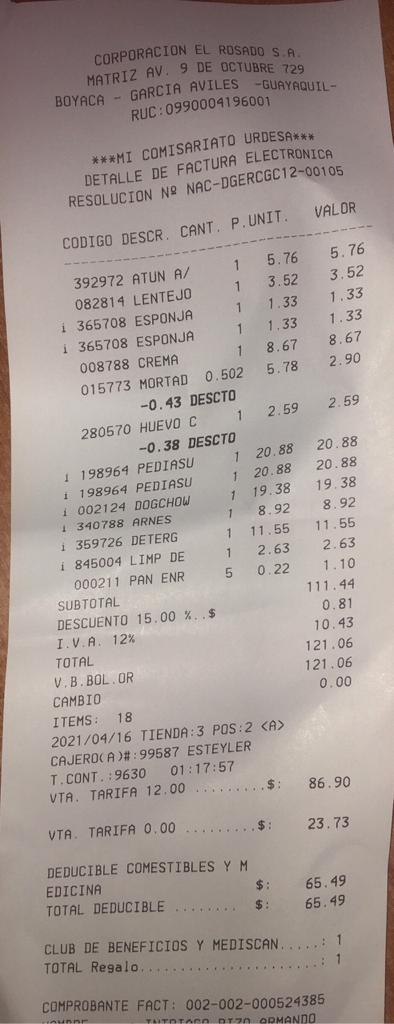 CORPORACION EL ROSADO S.A.
MATRIZ AV. 9 DE OCTUBRE 729
BOYACA - GARCIA AVILES -GUAYAQUIL-
RUC:0990004196001
***MI COMISARIATO URDESA***
DETALLE DE FACTURA ELECTRONICA
RESOLUCION Nº NAC-DGERCGC12-00105
CODIGO DESCR. CANT. P.UNIT. VALOR
392972 ATUN A/ 1 5.76 5.76
082814 LENTEJO 1 3.52 3.52
i 365708 ESPONJA 1 1.33 1.33
i 365708 ESPONJA 1 1.33 1.33
008788 CREMA 1 8.67 8.67
015773 MORTAD 0.502 5.78 2.90
-0.43 DESCTO
280570 HUEVO C 1 2.59 2.59
-0.38 DESCTO
i 198964 PEDIASU 1 20.88 20.88
i 198964 PEDIASU 1 20.88 20.88
i 002124 DOGCHOW 1 19.38 19.38
i 340788 ARNES 1 8.92 8.92
i 359726 DETERG 1 11.55 11.55
i 845004 LIMP DE 1 2.63 2.63
000211 PAN ENR 5 0.22 1.10
SUBTOTAL 111.44
DESCUENTO 15.00 %..$ 0.81
I.V.A. 12% 10.43
TOTAL 121.06
V.B.BOL.OR 121.06
CAMBIO 0.00
ITEMS: 18
2021/04/16 TIENDA:3 POS:2 <A>
CAJERO(A)#:99587 ESTEYLER
T.CONT.:9630 01:17:57
VTA. TARIFA 12.00 .........$: 86.90
VTA. TARIFA 0.00 ..........$: 23.73
DEDUCIBLE COMESTIBLES Y M
EDICINA $: 65.49
TOTAL DEDUCIBLE ........ $: 65.49
CLUB DE BENEFICIOS Y MEDISCAN.....: 1
TOTAL Regalo......................: 1
COMPROBANTE FACT: 002-002-000524385
ARMANDO